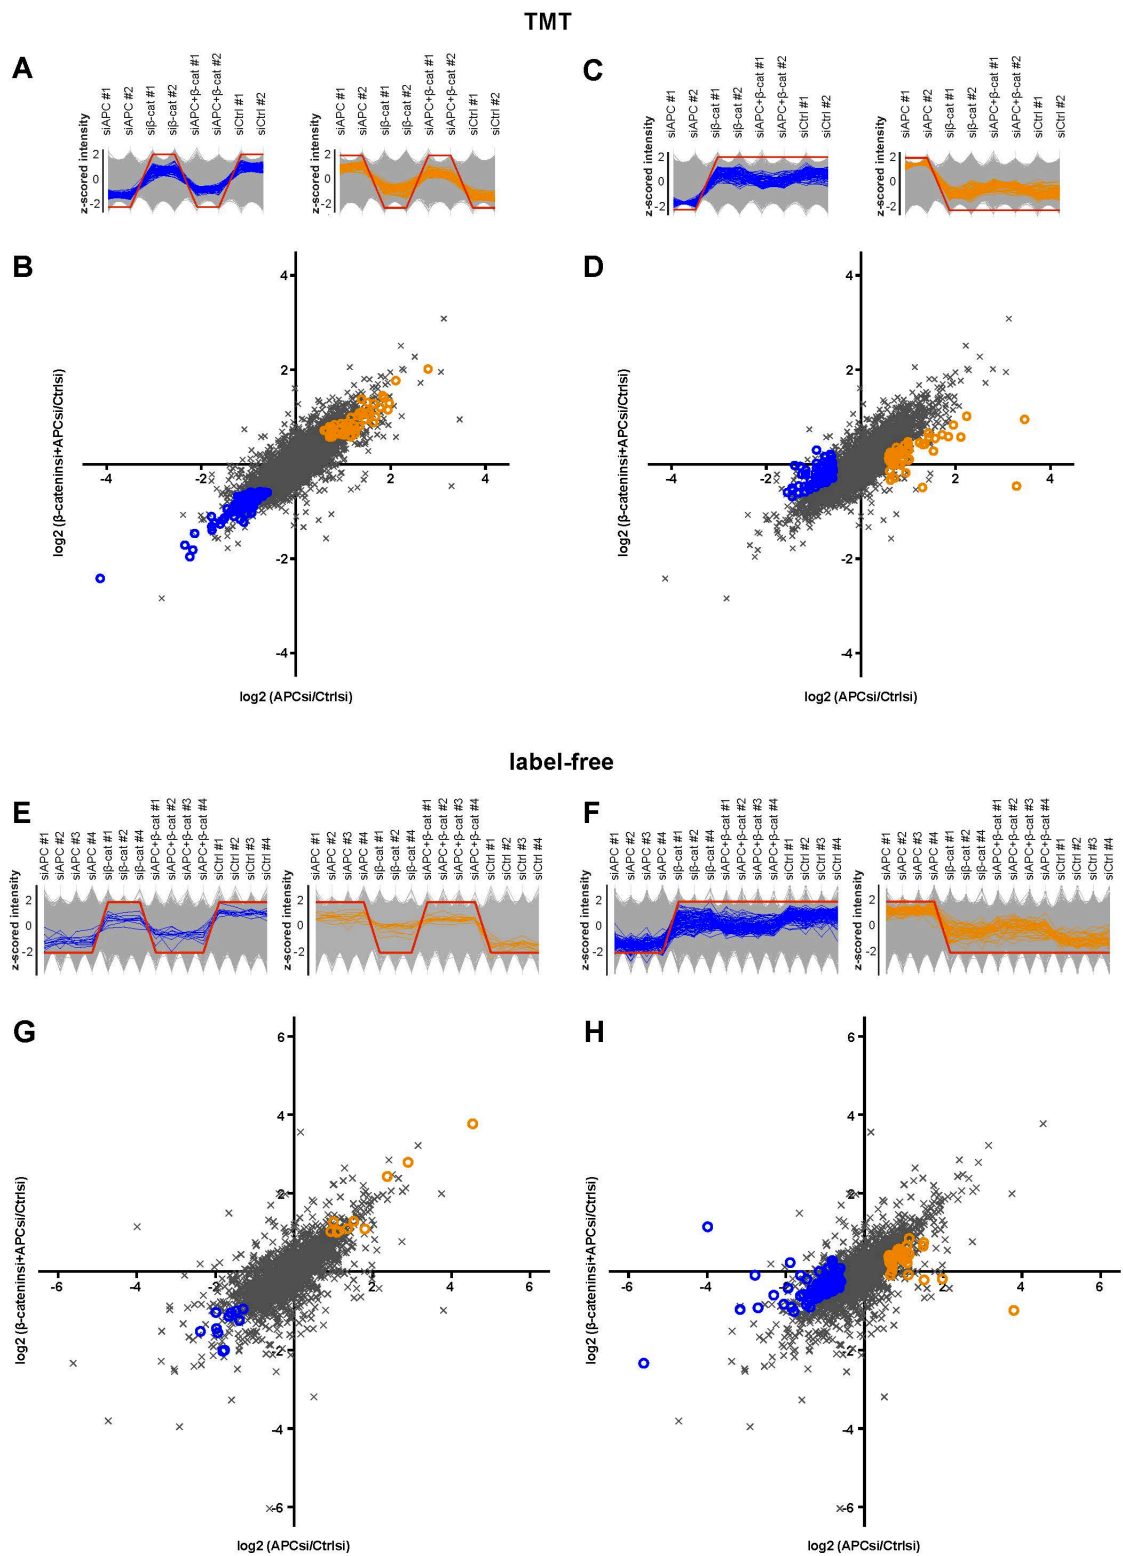 TMT
A
siAPC #1
siAPC #2
siβ-cat #1
siβ-cat #2
siAPC+β-cat #1
siAPC+β-cat #2
siCtrl #1
siCtrl #2
z-scored intensity
2
0
-2
siAPC #1
siAPC #2
siβ-cat #1
siβ-cat #2
siAPC+β-cat #1
siAPC+β-cat #2
siCtrl #1
siCtrl #2
z-scored intensity
2
0
-2
C
siAPC #1
siAPC #2
siβ-cat #1
siβ-cat #2
siAPC+β-cat #1
siAPC+β-cat #2
siCtrl #1
siCtrl #2
z-scored intensity
2
0
-2
siAPC #1
siAPC #2
siβ-cat #1
siβ-cat #2
siAPC+β-cat #1
siAPC+β-cat #2
siCtrl #1
siCtrl #2
z-scored intensity
2
0
-2
B
log2 (β-cateninsi+APCsi/Ctrlsi)
4
2
-2
-4
-4
-2
2
4
log2 (APCsi/Ctrlsi)
D
log2 (β-cateninsi+APCsi/Ctrlsi)
4
2
-2
-4
-4
-2
2
4
log2 (APCsi/Ctrlsi)
label-free
E
siAPC #1
siAPC #2
siAPC #3
siAPC #4
siβ-cat #1
siβ-cat #2
siβ-cat #4
siAPC+β-cat #1
siAPC+β-cat #2
siAPC+β-cat #3
siAPC+β-cat #4
siCtrl #1
siCtrl #2
siCtrl #3
siCtrl #4
z-scored intensity
2
0
-2
siAPC #1
siAPC #2
siAPC #3
siAPC #4
siβ-cat #1
siβ-cat #2
siβ-cat #4
siAPC+β-cat #1
siAPC+β-cat #2
siAPC+β-cat #3
siAPC+β-cat #4
siCtrl #1
siCtrl #2
siCtrl #3
siCtrl #4
z-scored intensity
2
0
-2
F
siAPC #1
siAPC #2
siAPC #3
siAPC #4
siβ-cat #1
siβ-cat #2
siβ-cat #4
siAPC+β-cat #1
siAPC+β-cat #2
siAPC+β-cat #3
siAPC+β-cat #4
siCtrl #1
siCtrl #2
siCtrl #3
siCtrl #4
z-scored intensity
2
0
-2
siAPC #1
siAPC #2
siAPC #3
siAPC #4
siβ-cat #1
siβ-cat #2
siβ-cat #4
siAPC+β-cat #1
siAPC+β-cat #2
siAPC+β-cat #3
siAPC+β-cat #4
siCtrl #1
siCtrl #2
siCtrl #3
siCtrl #4
z-scored intensity
2
0
-2
G
log2 (β-cateninsi+APCsi/Ctrlsi)
6
4
2
-2
-4
-6
-6
-4
-2
2
4
6
log2 (APCsi/Ctrlsi)
H
log2 (β-cateninsi+APCsi/Ctrlsi)
6
4
2
-2
-4
-6
-6
-4
-2
2
4
6
log2 (APCsi/Ctrlsi)